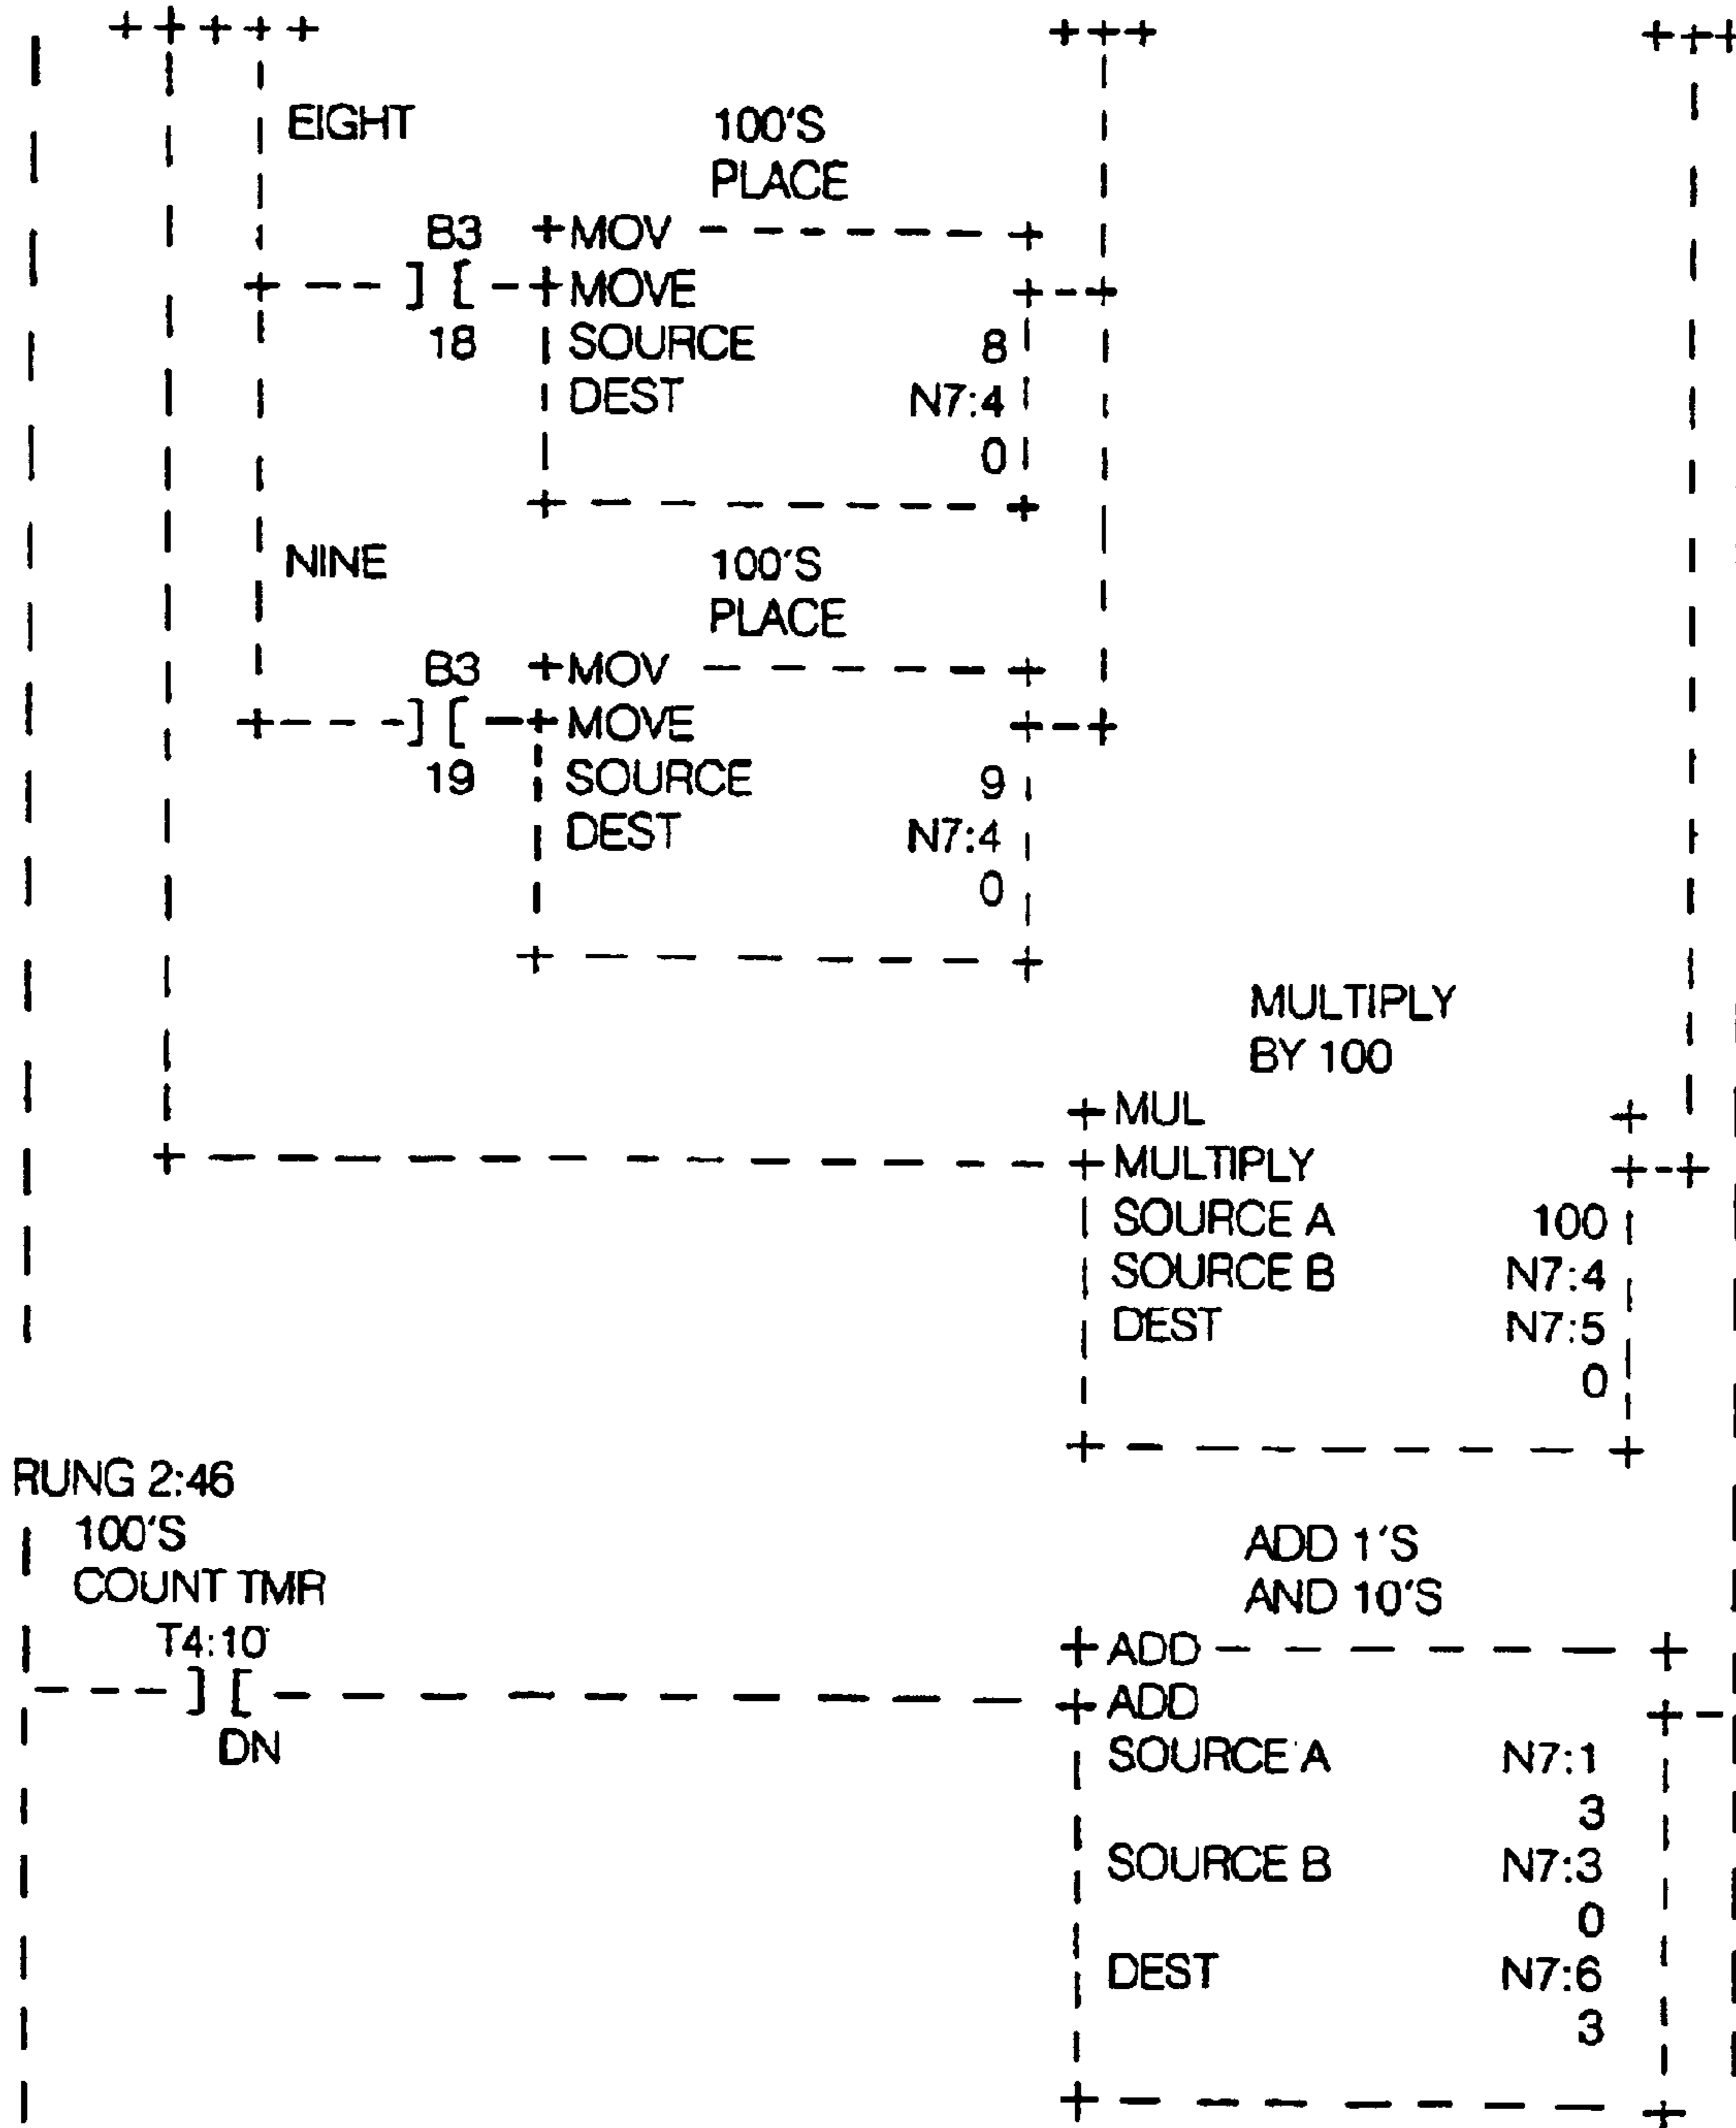 EIGHT
100'S
PLACE
B3
MOV
] [
MOVE
18
SOURCE 8
DEST N7:4
0
NINE
100'S
PLACE
B3
MOV
] [
MOVE
19
SOURCE 9
DEST N7:4
0
MULTIPLY
BY 100
MUL
MULTIPLY
SOURCE A 100
SOURCE B N7:4
DEST N7:5
0
RUNG 2:46
100'S
COUNT TMR
T4:10
] [
DN
ADD 1'S
AND 10'S
ADD
ADD
SOURCE A N7:1
3
SOURCE B N7:3
0
DEST N7:6
3